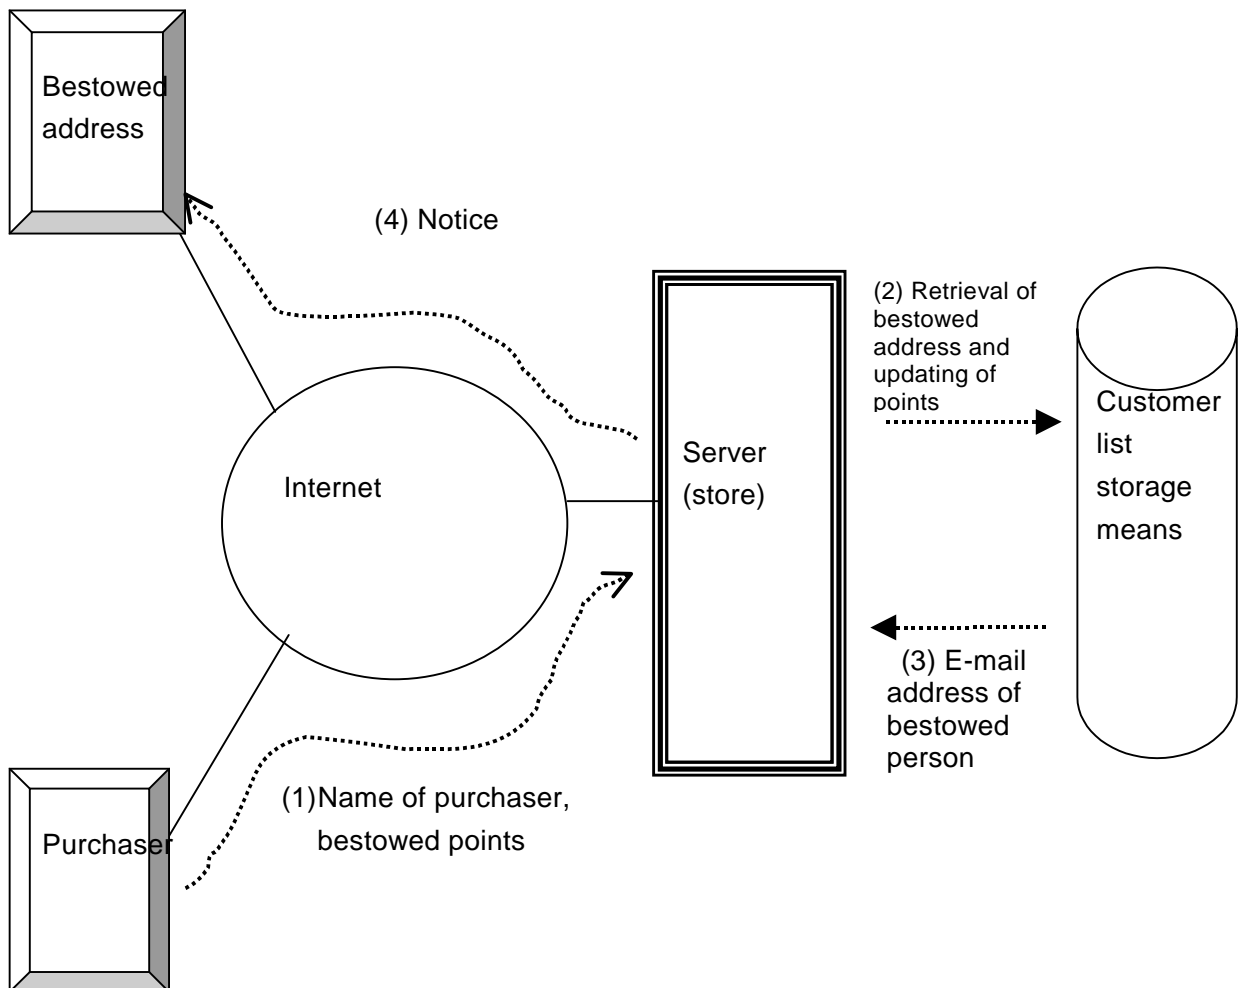 Bestowed
address
(4) Notice
(2) Retrieval of
bestowed
address and
updating of
points
Customer
list
storage
means
Server
(store)
Internet
(3) E-mail
address of
bestowed
person
(1)Name of purchaser,
bestowed points
Purchaser